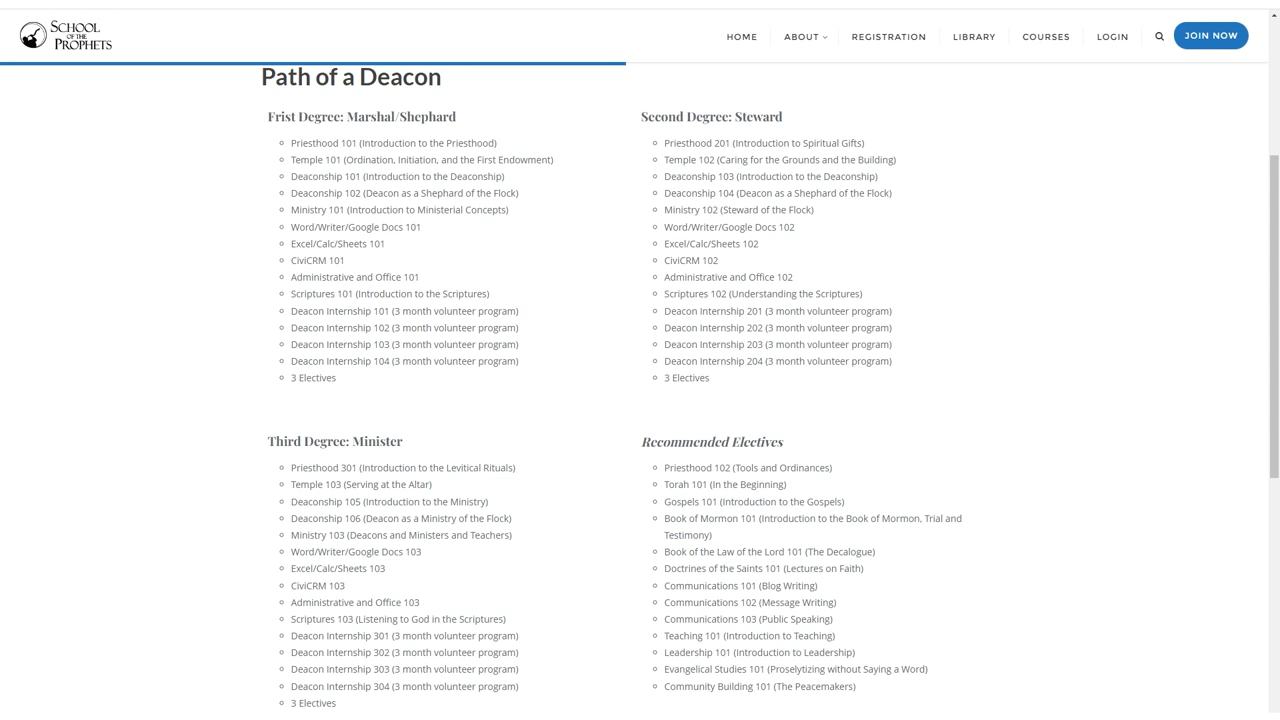 SCHOOL
OF THE
PROPHETS
HOME
ABOUT
REGISTRATION
LIBRARY
COURSES
LOGIN
JOIN NOW
Path of a Deacon
Frist Degree: Marshal/Shephard
Priesthood 101 (Introduction to the Priesthood)
Temple 101 (Ordination, Initiation, and the First Endowment)
Deaconship 101 (Introduction to the Deaconship)
Deaconship 102 (Deacon as a Shephard of the Flock)
Ministry 101 (Introduction to Ministerial Concepts)
Word/Writer/Google Docs 101
Excel/Calc/Sheets 101
CiviCRM 101
Administrative and Office 101
Scriptures 101 (Introduction to the Scriptures)
Deacon Internship 101 (3 month volunteer program)
Deacon Internship 102 (3 month volunteer program)
Deacon Internship 103 (3 month volunteer program)
Deacon Internship 104 (3 month volunteer program)
3 Electives
Second Degree: Steward
Priesthood 201 (Introduction to Spiritual Gifts)
Temple 102 (Caring for the Grounds and the Building)
Deaconship 103 (Introduction to the Deaconship)
Deaconship 104 (Deacon as a Shephard of the Flock)
Ministry 102 (Steward of the Flock)
Word/Writer/Google Docs 102
Excel/Calc/Sheets 102
CiviCRM 102
Administrative and Office 102
Scriptures 102 (Understanding the Scriptures)
Deacon Internship 201 (3 month volunteer program)
Deacon Internship 202 (3 month volunteer program)
Deacon Internship 203 (3 month volunteer program)
Deacon Internship 204 (3 month volunteer program)
3 Electives
Third Degree: Minister
Priesthood 301 (Introduction to the Levitical Rituals)
Temple 103 (Serving at the Altar)
Deaconship 105 (Introduction to the Ministry)
Deaconship 106 (Deacon as a Ministry of the Flock)
Ministry 103 (Deacons and Ministers and Teachers)
Word/Writer/Google Docs 103
Excel/Calc/Sheets 103
CiviCRM 103
Administrative and Office 103
Scriptures 103 (Listening to God in the Scriptures)
Deacon Internship 301 (3 month volunteer program)
Deacon Internship 302 (3 month volunteer program)
Deacon Internship 303 (3 month volunteer program)
Deacon Internship 304 (3 month volunteer program)
3 Electives
Recommended Electives
Priesthood 102 (Tools and Ordinances)
Torah 101 (In the Beginning)
Gospels 101 (Introduction to the Gospels)
Book of Mormon 101 (Introduction to the Book of Mormon, Trial and
Testimony)
Book of the Law of the Lord 101 (The Decalogue)
Doctrines of the Saints 101 (Lectures on Faith)
Communications 101 (Blog Writing)
Communications 102 (Message Writing)
Communications 103 (Public Speaking)
Teaching 101 (Introduction to Teaching)
Leadership 101 (Introduction to Leadership)
Evangelical Studies 101 (Proselytizing without Saying a Word)
Community Building 101 (The Peacemakers)